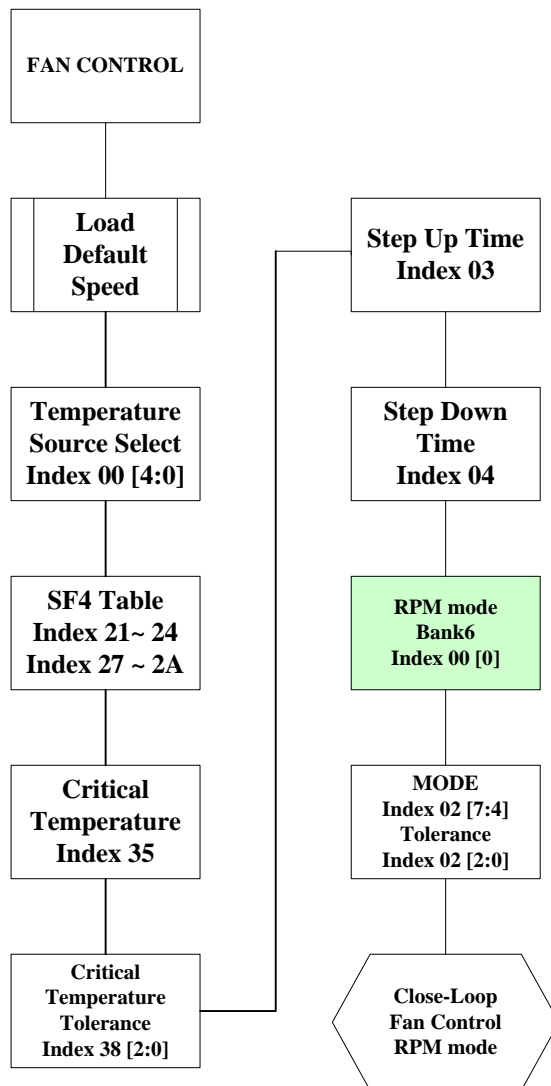 FAN CONTROL
Load
Default
Speed
Temperature
Source Select
Index 00 [4:0]
SF4 Table
Index 21~ 24
Index 27 ~ 2A
Critical
Temperature
Index 35
Critical
Temperature
Tolerance
Index 38 [2:0]
Step Up Time
Index 03
Step Down
Time
Index 04
RPM mode
Bank6
Index 00 [0]
MODE
Index 02 [7:4]
Tolerance
Index 02 [2:0]
Close-Loop
Fan Control
RPM mode